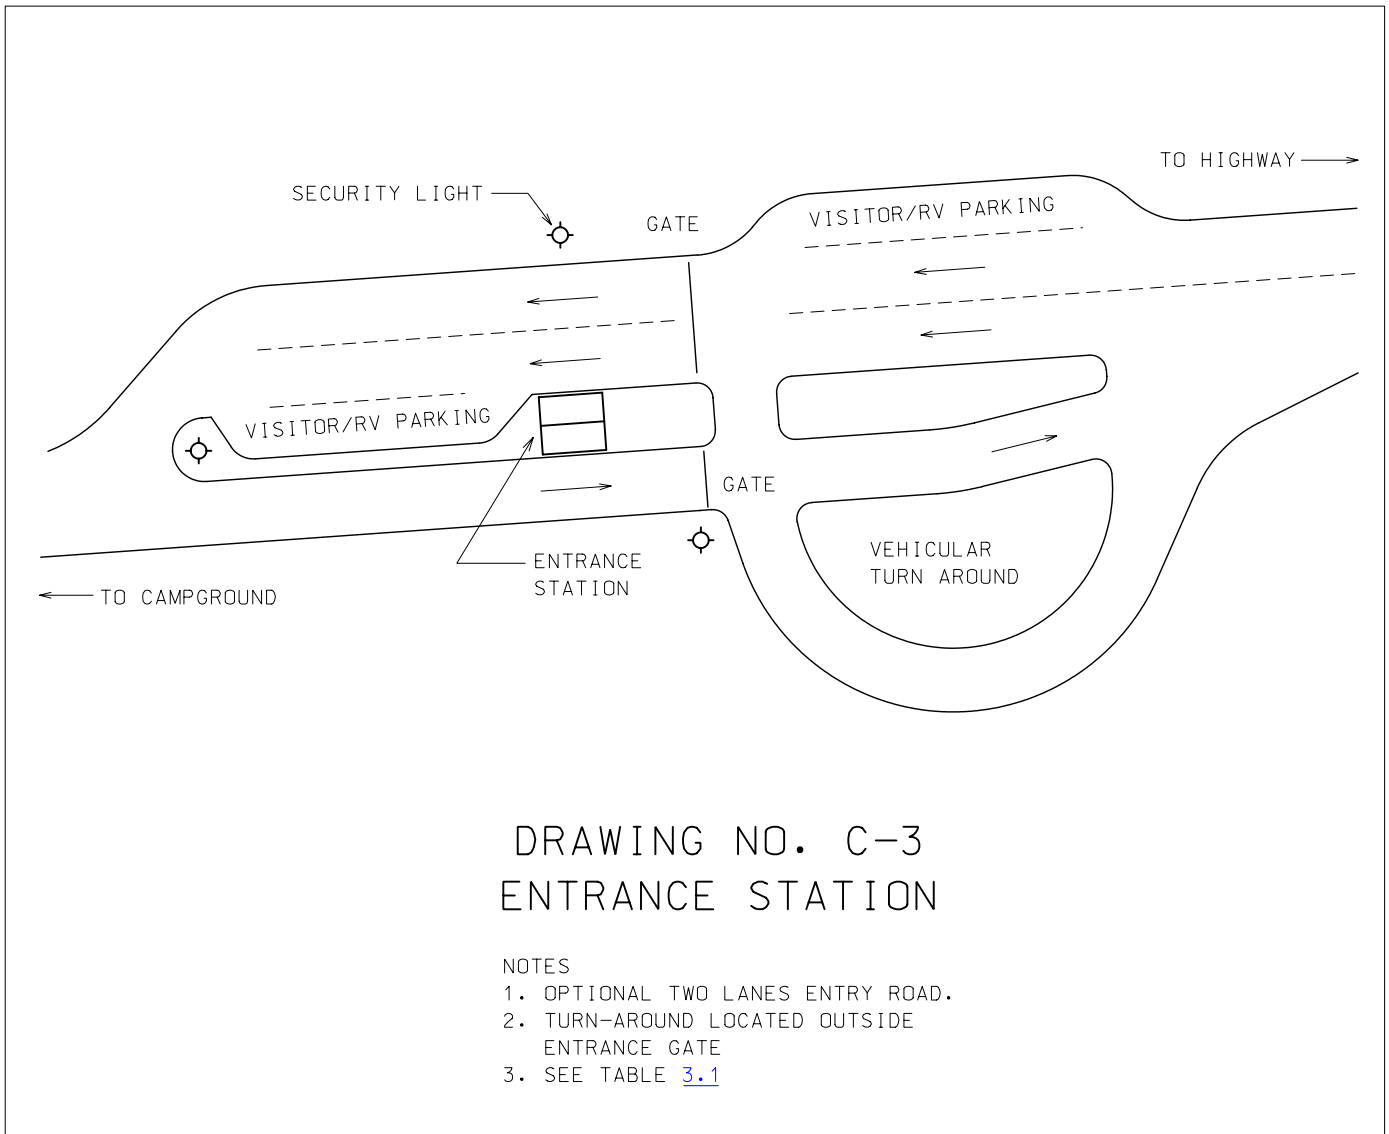 TO HIGHWAY
SECURITY LIGHT
GATE
VISITOR/RV PARKING
VISITOR/RV PARKING
GATE
ENTRANCE
STATION
VEHICULAR
TURN AROUND
TO CAMPGROUND
DRAWING NO. C-3
ENTRANCE STATION
NOTES
1. OPTIONAL TWO LANES ENTRY ROAD.
2. TURN-AROUND LOCATED OUTSIDE
ENTRANCE GATE
3. SEE TABLE 3.1